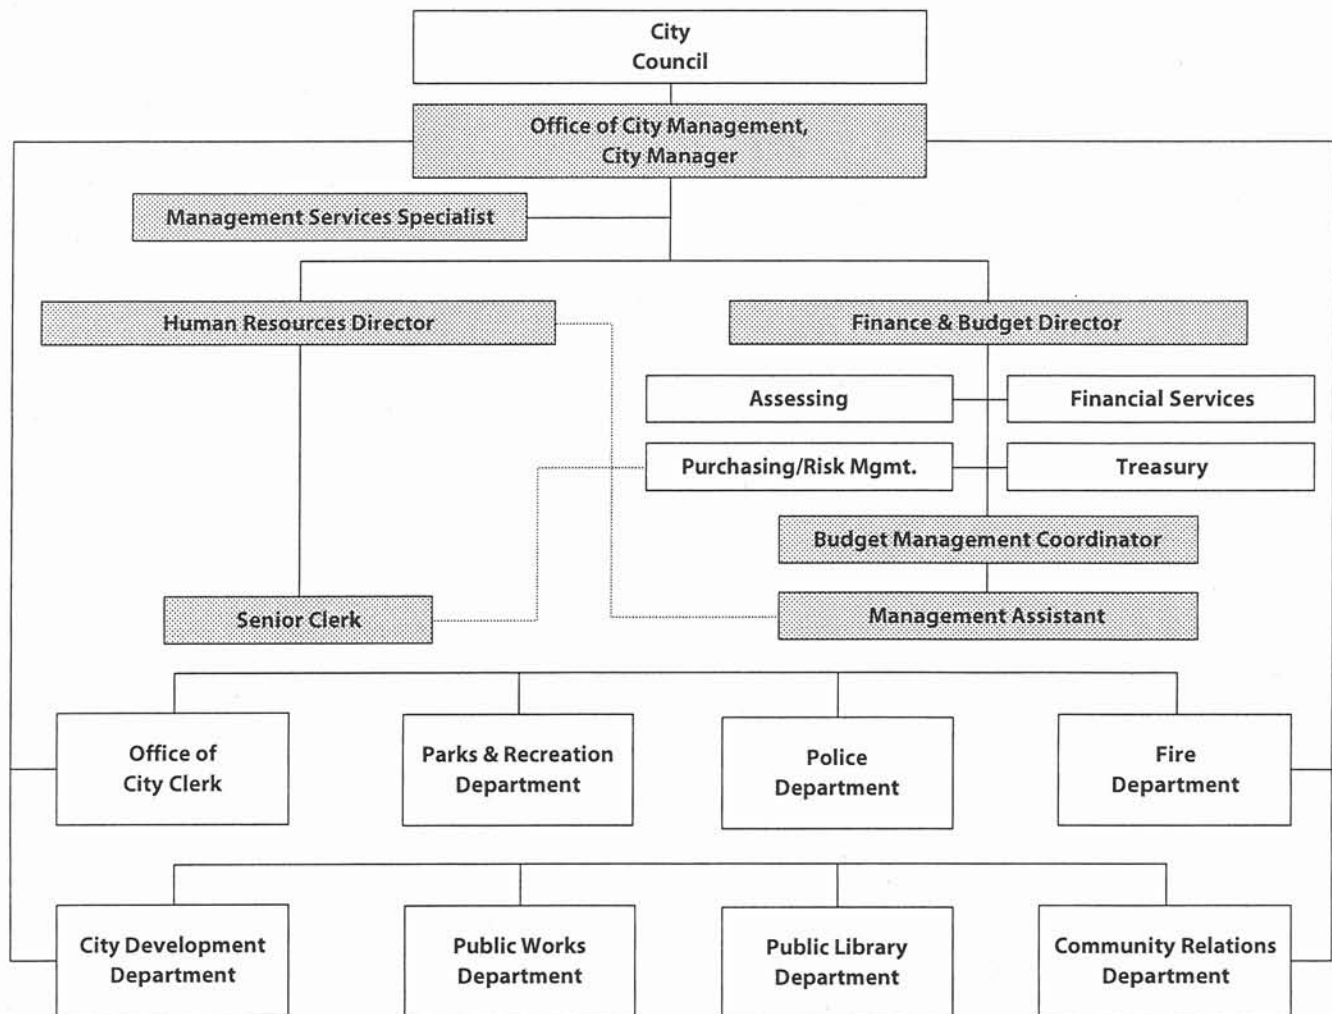 City
Council
Office of City Management,
City Manager
Management Services Specialist
Human Resources Director
Finance & Budget Director
Assessing
Financial Services
Purchasing/Risk Mgmt.
Treasury
Budget Management Coordinator
Senior Clerk
Management Assistant
Office of
City Clerk
Parks & Recreation
Department
Police
Department
Fire
Department
City Development
Department
Public Works
Department
Public Library
Department
Community Relations
Department